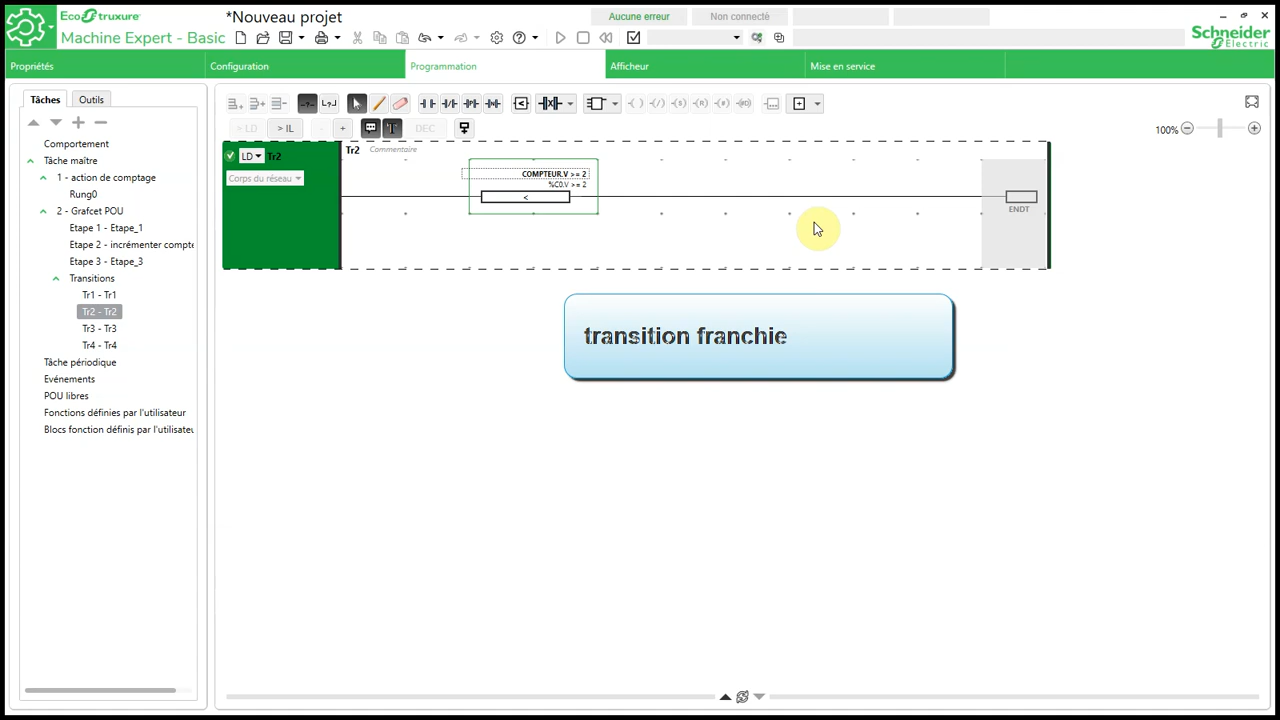 EcoStruxure
Machine Expert - Basic
*Nouveau projet
Aucune erreur
Non connecté
Schneider
Electric
Propriétés
Configuration
Programmation
Afficheur
Mise en service
Tâches
Outils
> LD
> IL
-
+
T
DEC
100%
Comportement
Tâche maître
1 - action de comptage
Rung0
2 - Grafcet POU
Etape 1 - Etape_1
Etape 2 - incrémenter compte
Etape 3 - Etape_3
Transitions
Tr1 - Tr1
Tr2 - Tr2
Tr3 - Tr3
Tr4 - Tr4
Tâche périodique
Evénements
POU libres
Fonctions définies par l'utilisateur
Blocs fonction définis par l'utilisateu
LD
Tr2
Corps du réseau
Tr2
Commentaire
COMPTEUR.V >= 2
%C0.V >= 2
<
ENDT
transition franchie